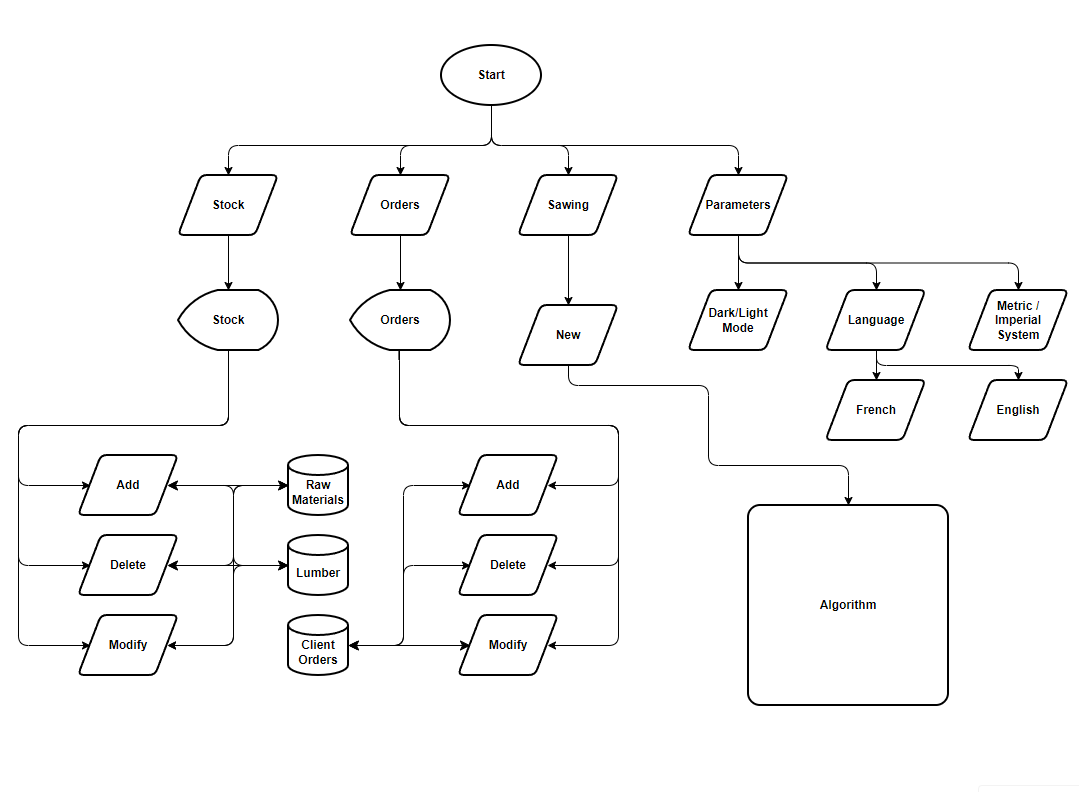 Start
Stock
Orders
Sawing
Parameters
Stock
Orders
New
Dark/Light
Mode
Language
Metric /
Imperial
System
French
English
Add
Raw
Materials
Add
Delete
Lumber
Delete
Modify
Client
Orders
Modify
Algorithm